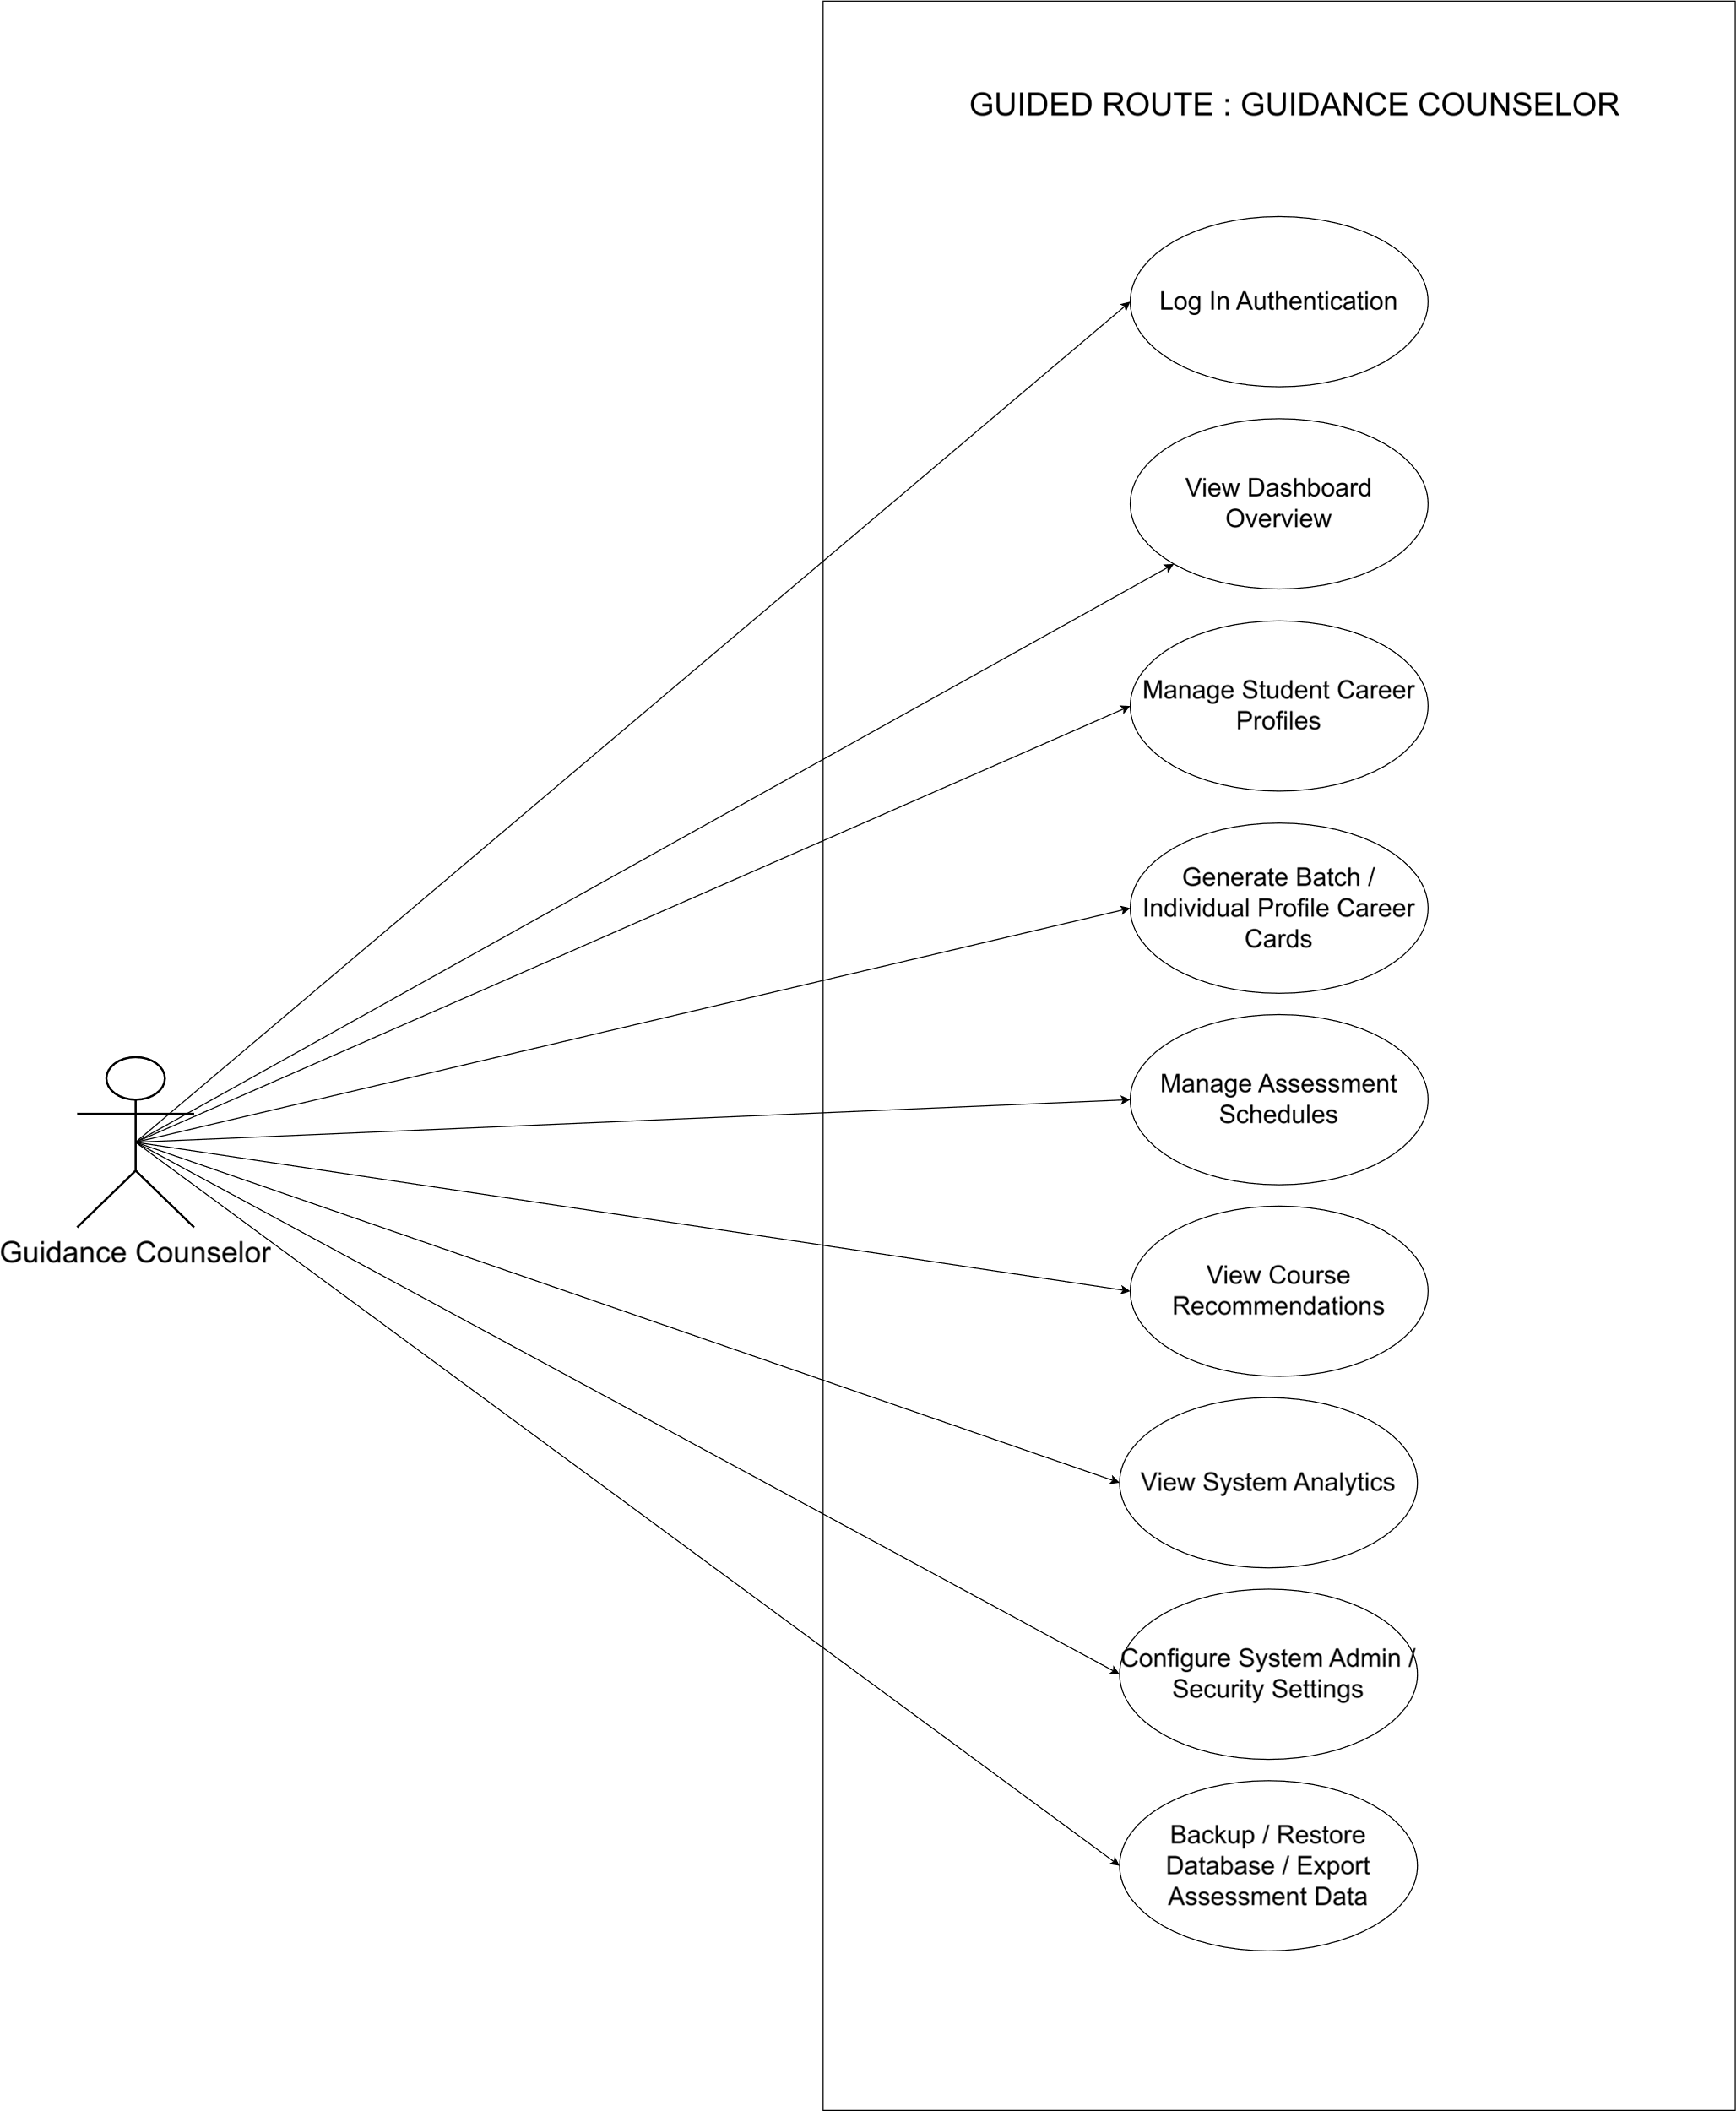 GUIDED ROUTE : GUIDANCE COUNSELOR
Log In Authentication
View Dashboard
Overview
Manage Student Career
Profiles
Generate Batch /
Individual Profile Career
Cards
Manage Assessment
Schedules
Guidance Counselor
View Course
Recommendations
View System Analytics
Configure System Admin /
Security Settings
Backup / Restore
Database / Export
Assessment Data